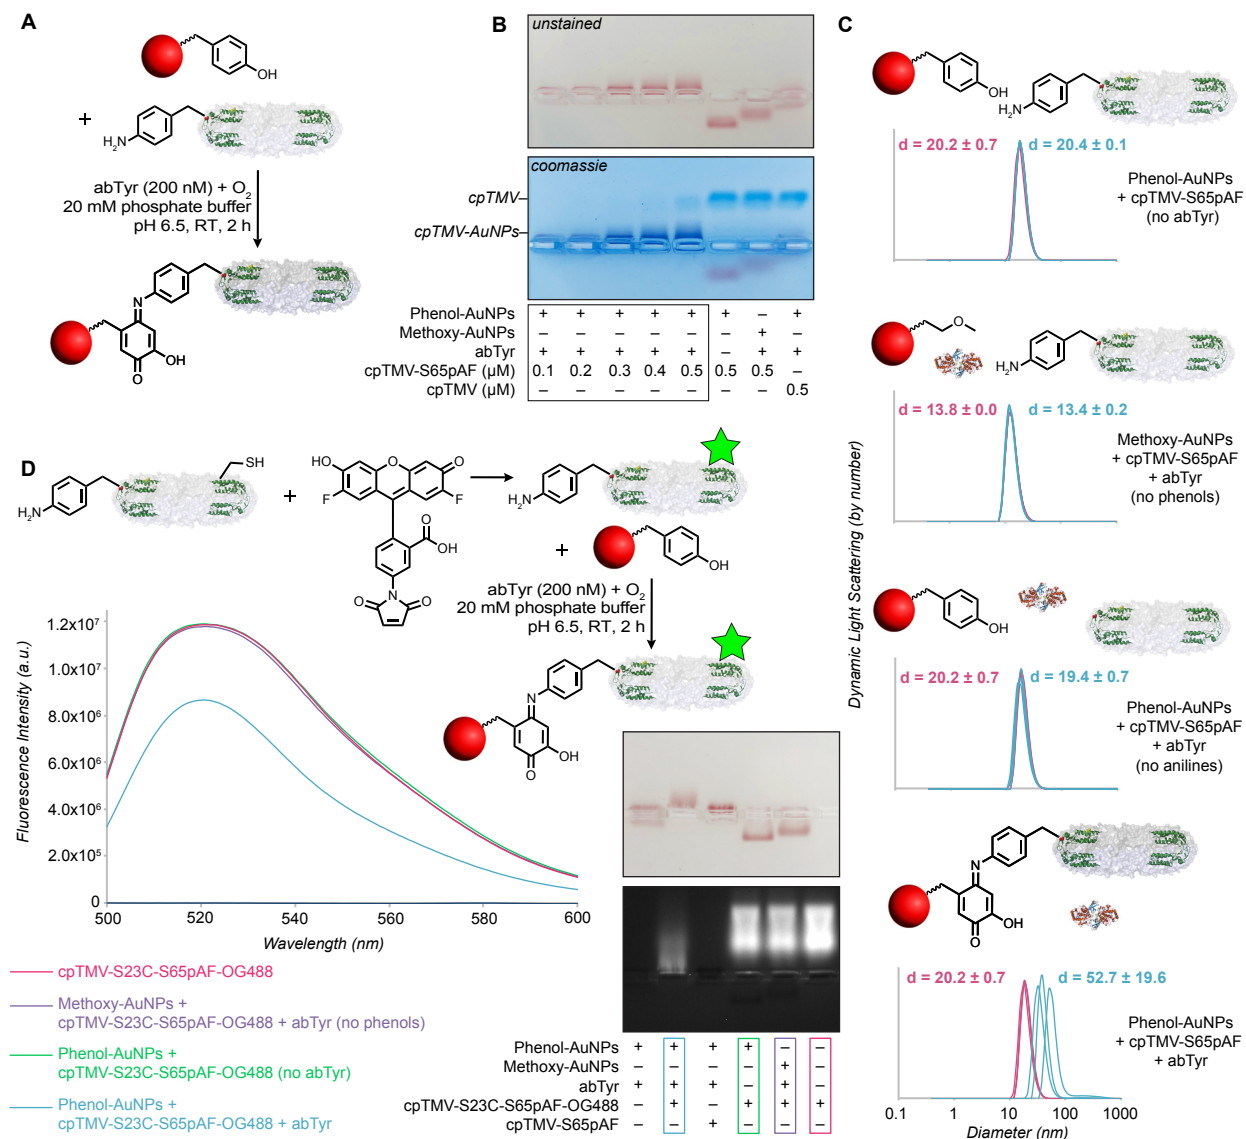 A
OH
+
H2N
abTyr (200 nM) + O2
20 mM phosphate buffer
pH 6.5, RT, 2 h
N
OH
O
B
unstained
coomassie
cpTMV
cpTMV-AuNPs
Phenol-AuNPs + + + + + + – +
Methoxy-AuNPs – – – – – – + –
abTyr + + + + + – + +
cpTMV-S65pAF (µM) 0.1 0.2 0.3 0.4 0.5 0.5 0.5 –
cpTMV (µM) – – – – – – – 0.5
C
Dynamic Light Scattering (by number)
OH
H2N
d = 20.2 ± 0.7 d = 20.4 ± 0.1
Phenol-AuNPs
+ cpTMV-S65pAF
(no abTyr)
O
H2N
d = 13.8 ± 0.0 d = 13.4 ± 0.2
Methoxy-AuNPs
+ cpTMV-S65pAF
+ abTyr
(no phenols)
OH
d = 20.2 ± 0.7 d = 19.4 ± 0.7
Phenol-AuNPs
+ cpTMV-S65pAF
+ abTyr
(no anilines)
N
OH
O
d = 20.2 ± 0.7 d = 52.7 ± 19.6
Phenol-AuNPs
+ cpTMV-S65pAF
+ abTyr
0.1 1 10 100 1000
Diameter (nm)
D
SH
H2N
+
HO O O
F F
O
OH
N
O O
H2N
+
OH
abTyr (200 nM) + O2
20 mM phosphate buffer
pH 6.5, RT, 2 h
N
OH
O
Fluorescence Intensity (a.u.)
1.2x10⁷
1.0x10⁷
8.0x10⁶
6.0x10⁶
4.0x10⁶
2.0x10⁵
0
500 520 540 560 580 600
Wavelength (nm)
cpTMV-S23C-S65pAF-OG488
Methoxy-AuNPs +
cpTMV-S23C-S65pAF-OG488 + abTyr (no phenols)
Phenol-AuNPs +
cpTMV-S23C-S65pAF-OG488 (no abTyr)
Phenol-AuNPs +
cpTMV-S23C-S65pAF-OG488 + abTyr
Phenol-AuNPs + + + + – –
Methoxy-AuNPs – – – – + –
abTyr + + + – + –
cpTMV-S23C-S65pAF-OG488 – + – + + +
cpTMV-S65pAF – – + – – –